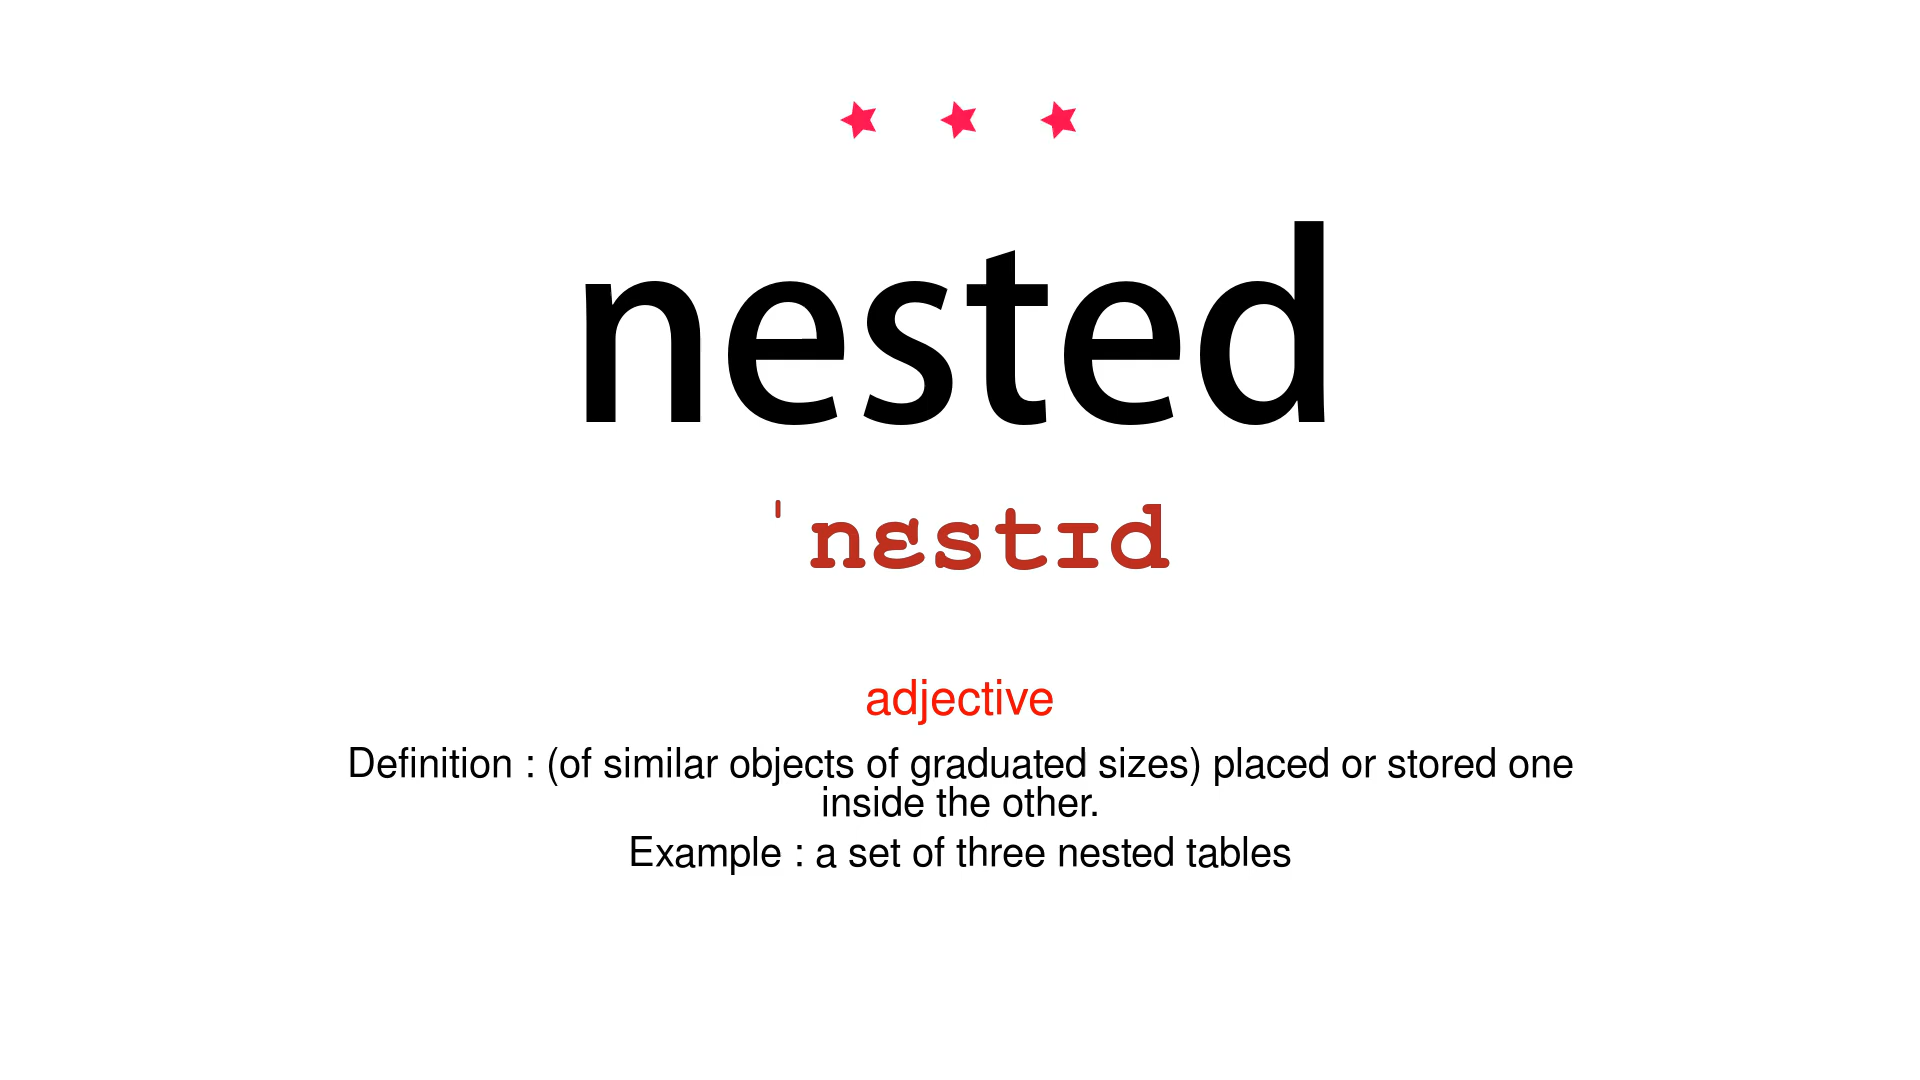 nested
ˈnɛstɪd
adjective
Definition : (of similar objects of graduated sizes) placed or stored one
inside the other.
Example : a set of three nested tables